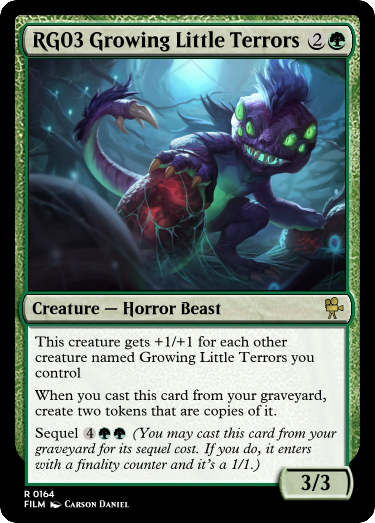 RG03 Growing Little Terrors 2
This creature gets +1/+1 for each other
creature named Growing Little Terrors you
control
When you cast this card from your graveyard,
create two tokens that are copies of it.
Sequel 4 (You may cast this card from your
graveyard for its sequel cost. If you do, it enters
with a finality counter and it's a 1/1.)
Creature — Horror Beast
3/3
R 0164
FILM Carson Daniel